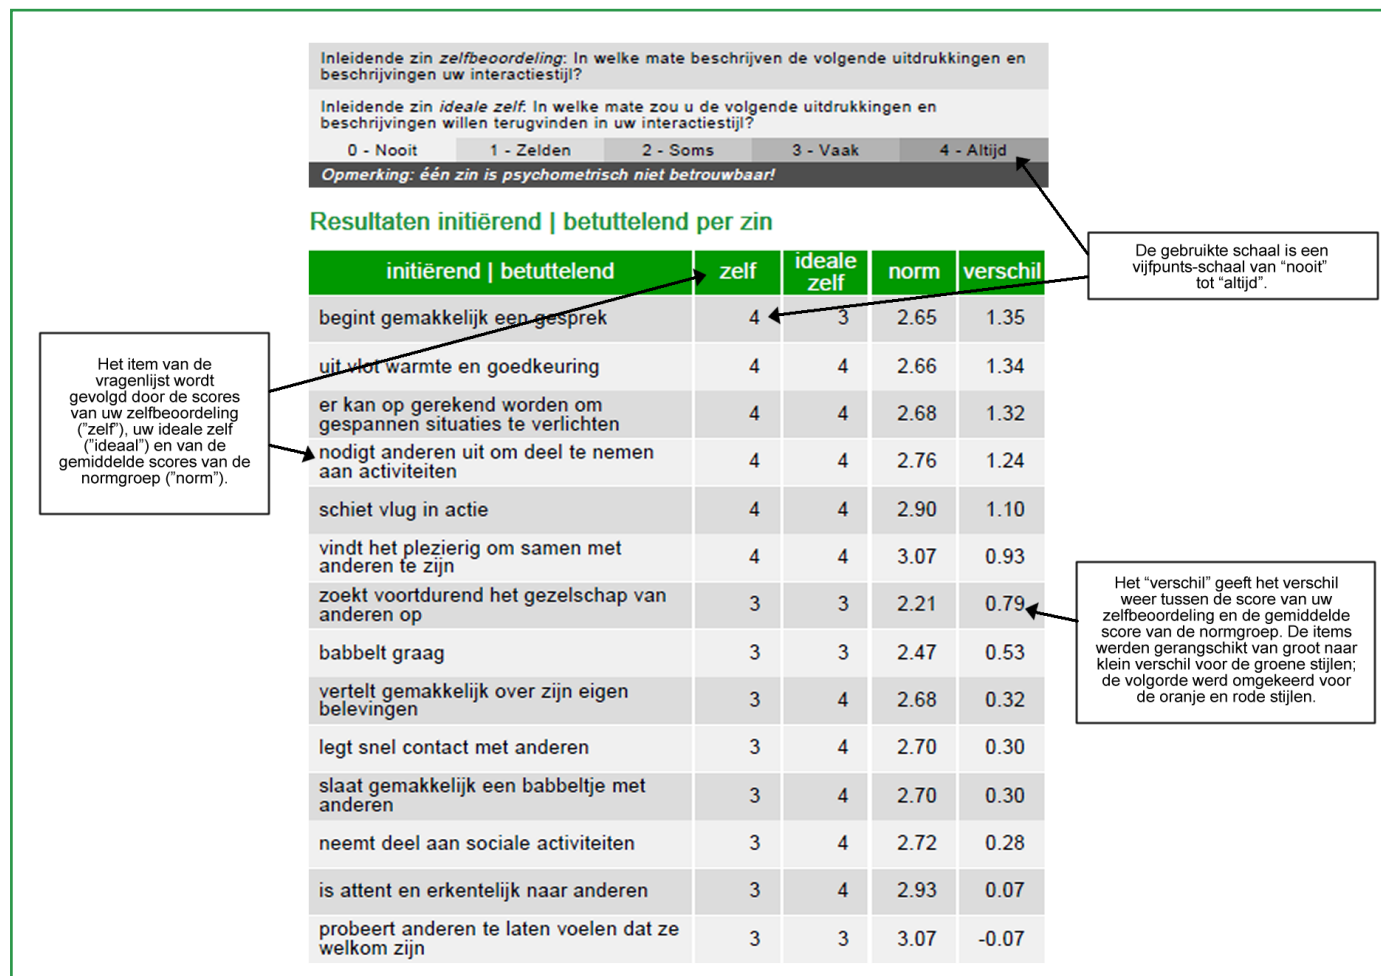 Inleidende zin zelfbeoordeling: In welke mate beschrijven de volgende uitdrukkingen en
beschrijvingen uw interactiestijl?
Inleidende zin ideale zelf: In welke mate zou u de volgende uitdrukkingen en
beschrijvingen willen terugvinden in uw interactiestijl?
0 - Nooit 1 - Zelden 2 - Soms 3 - Vaak 4 - Altijd
Opmerking: één zin is psychometrisch niet betrouwbaar!
Resultaten initiërend | betuttelend per zin
initiërend | betuttelend zelf ideale zelf norm verschil
begint gemakkelijk een gesprek 4 3 2.65 1.35
uit vlot warmte en goedkeuring 4 4 2.66 1.34
er kan op gerekend worden om
gespannen situaties te verlichten 4 4 2.68 1.32
nodigt anderen uit om deel te nemen
aan activiteiten 4 4 2.76 1.24
schiet vlug in actie 4 4 2.90 1.10
vindt het plezierig om samen met
anderen te zijn 4 4 3.07 0.93
zoekt voortdurend het gezelschap van
anderen op 3 3 2.21 0.79
babbelt graag 3 3 2.47 0.53
vertelt gemakkelijk over zijn eigen
belevingen 3 4 2.68 0.32
legt snel contact met anderen 3 4 2.70 0.30
slaat gemakkelijk een babbeltje met
anderen 3 4 2.70 0.30
neemt deel aan sociale activiteiten 3 4 2.72 0.28
is attent en erkentelijk naar anderen 3 4 2.93 0.07
probeert anderen te laten voelen dat ze
welkom zijn 3 3 3.07 -0.07
De gebruikte schaal is een
vijfpunts-schaal van “nooit”
tot “altijd”.
Het item van de
vragenlijst wordt
gevolgd door de scores
van uw zelfbeoordeling
("zelf"), uw ideale zelf
("ideaal") en van de
gemiddelde scores van de
normgroep ("norm").
Het “verschil” geeft het verschil
weer tussen de score van uw
zelfbeoordeling en de gemiddelde
score van de normgroep. De items
werden gerangschikt van groot naar
klein verschil voor de groene stijlen;
de volgorde werd omgekeerd voor
de oranje en rode stijlen.